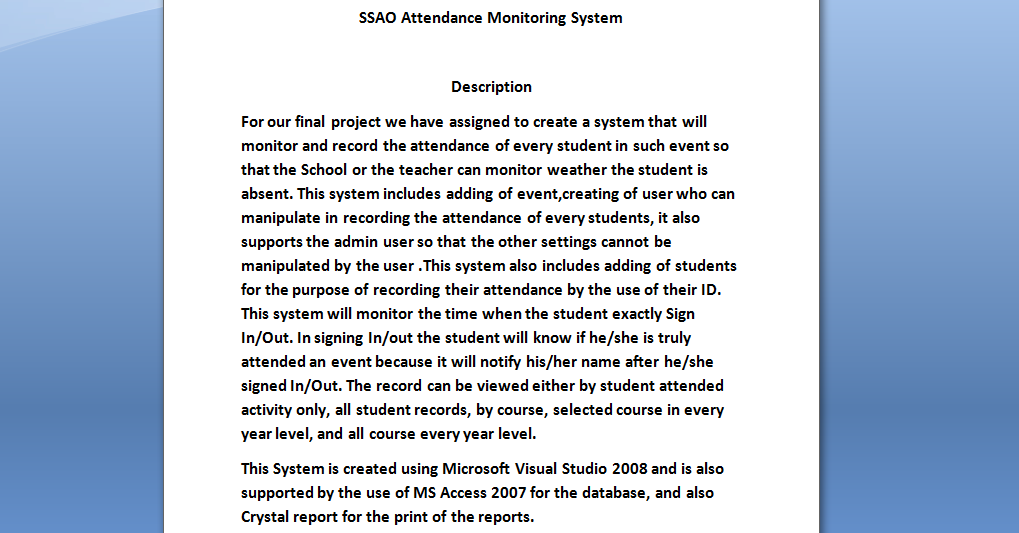 SSAO Attendance Monitoring System
Description
For our final project we have assigned to create a system that will
monitor and record the attendance of every student in such event so
that the School or the teacher can monitor weather the student is
absent. This system includes adding of event,creating of user who can
manipulate in recording the attendance of every students, it also
supports the admin user so that the other settings cannot be
manipulated by the user .This system also includes adding of students
for the purpose of recording their attendance by the use of their ID.
This system will monitor the time when the student exactly Sign
In/Out. In signing In/out the student will know if he/she is truly
attended an event because it will notify his/her name after he/she
signed In/Out. The record can be viewed either by student attended
activity only, all student records, by course, selected course in every
year level, and all course every year level.
This System is created using Microsoft Visual Studio 2008 and is also
supported by the use of MS Access 2007 for the database, and also
Crystal report for the print of the reports.